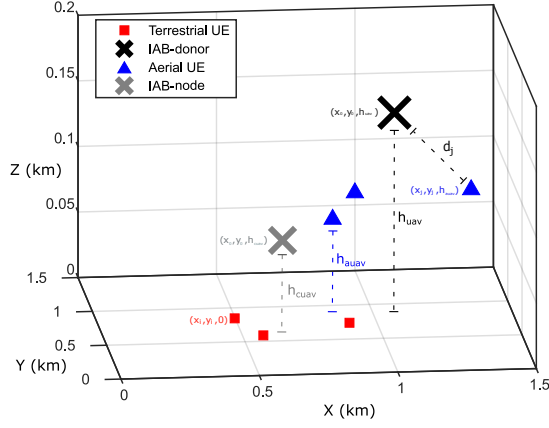 Terrestrial UE
IAB-donor
Aerial UE
IAB-node
0.2
0.15
0.1
0.05
0
Z (km)
1.5
1
0.5
0
Y (km)
0
0.5
1
1.5
X (km)
d_j
h_uav
h_auav
h_cuav